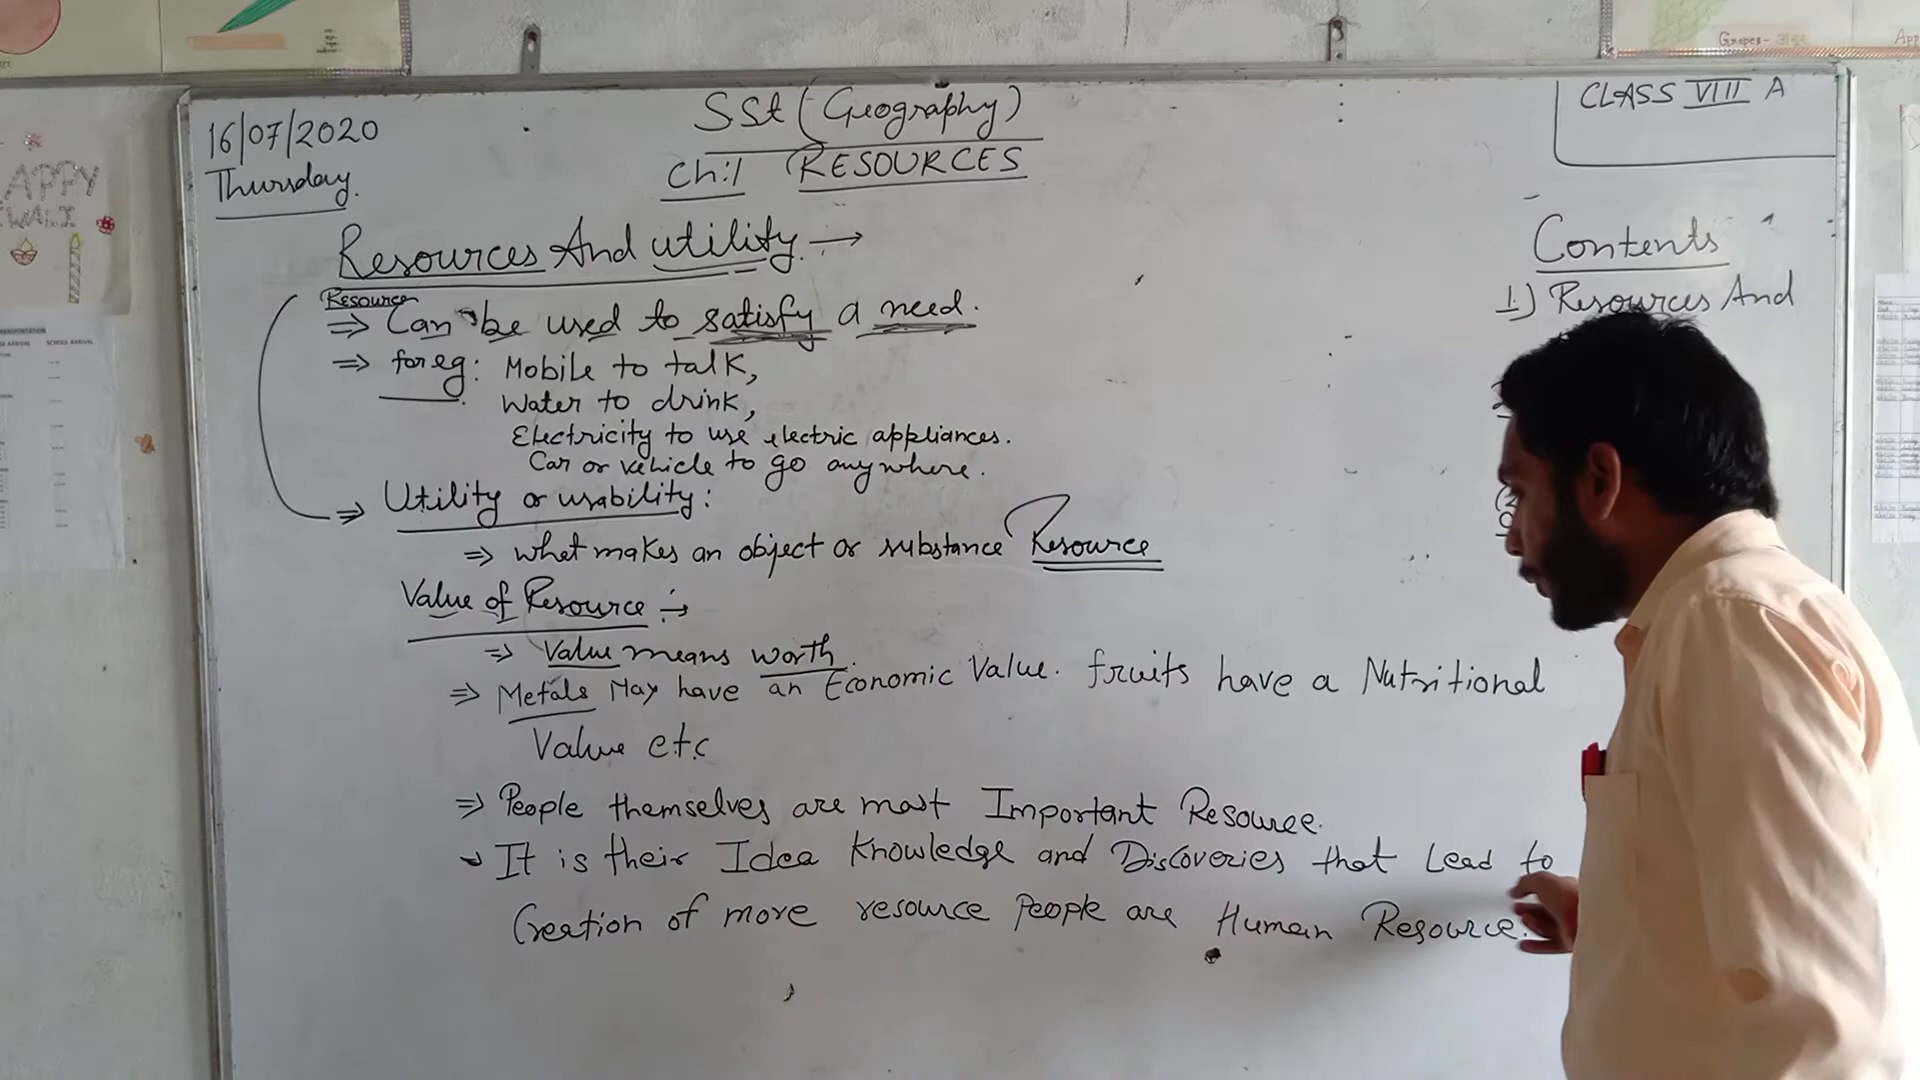 16/07/2020
Thursday.
SSt (Geography)
Ch:1 RESOURCES
CLASS VIII A
Resources And utility. →
Resource
⇒ Can be used to satisfy a need.
⇒ for eg: Mobile to talk,
Water to drink,
Electricity to use electric appliances.
Car or vehicle to go anywhere.
⇒ Utility or usability:
⇒ what makes an object or substance Resource
Value of Resource :→
⇒ Value means worth.
⇒ Metals May have an Economic Value. fruits have a Nutritional
Value etc
⇒ People themselves are most Important Resource.
It is their Idea Knowledge and Discoveries that Lead to
Creation of more resource People are Human Resource.
Contents
1.) Resources And
Grapes-
APPY
WALI
SCHOOL ARRIVAL